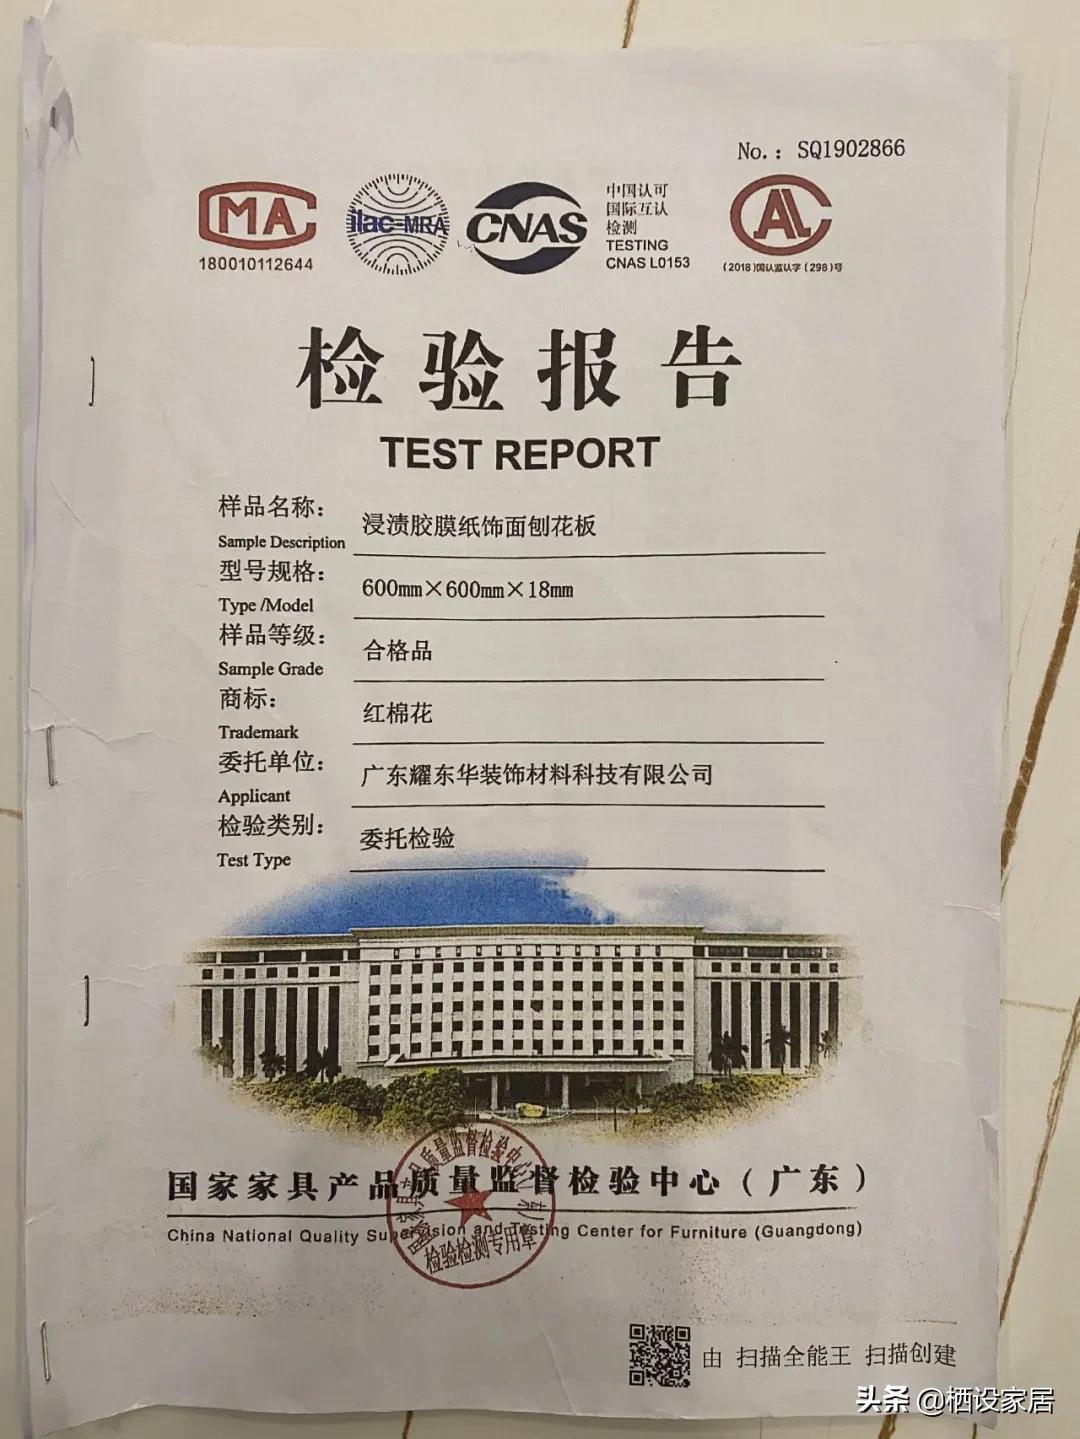 No.: SQ1902866
MA
180010112644
ilac-MRA
CNAS
中国认可
国际互认
检测
TESTING
CNAS L0153
AL
(2018)国认监认字(298)号
检验报告
TEST REPORT
样品名称: 浸渍胶膜纸饰面刨花板
Sample Description
型号规格: 600mm×600mm×18mm
Type /Model
样品等级: 合格品
Sample Grade
商标: 红棉花
Trademark
委托单位: 广东耀东华装饰材料科技有限公司
Applicant
检验类别: 委托检验
Test Type
国家家具产品质量监督检验中心(广东)
China National Quality Supervision and Testing Center for Furniture (Guangdong)
检验检测专用章
由 扫描全能王 扫描创建
头条 @栖设家居